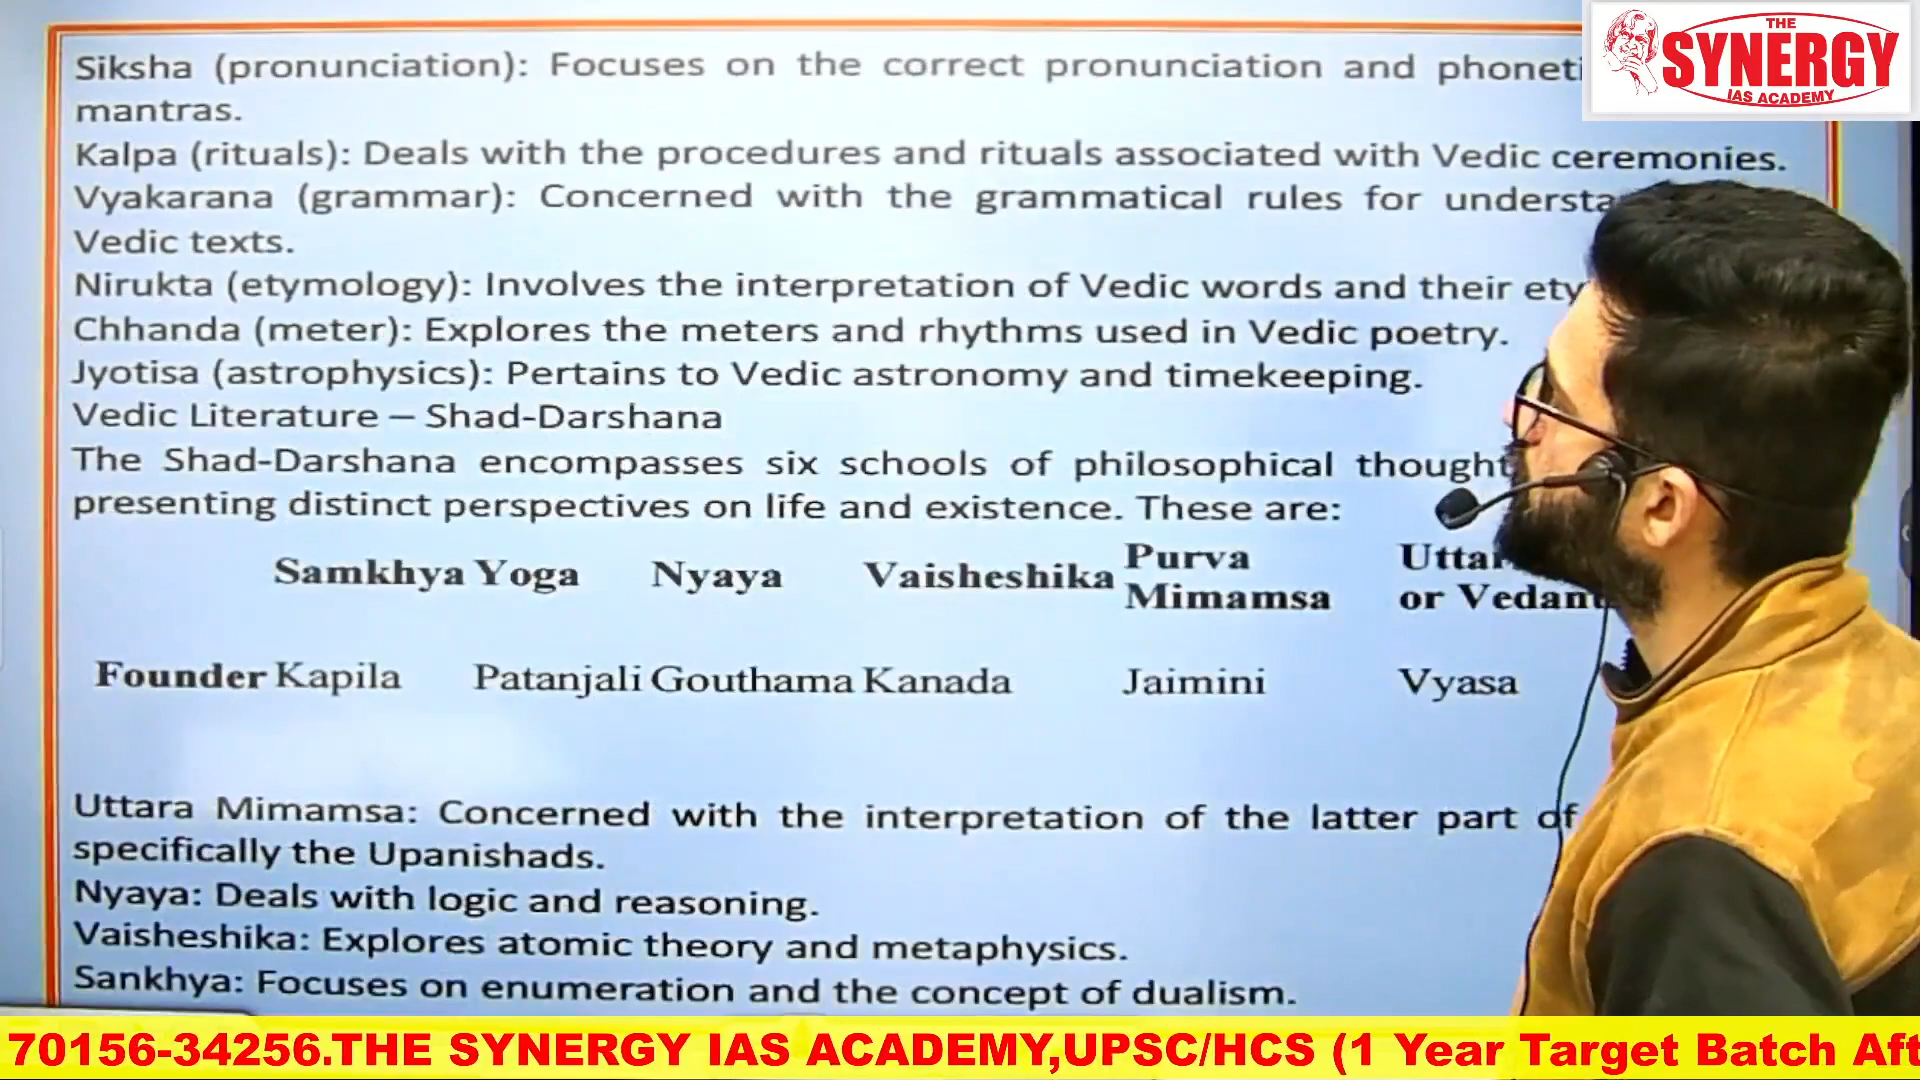 THE
SYNERGY
IAS ACADEMY
Siksha (pronunciation): Focuses on the correct pronunciation and
mantras.
Kalpa (rituals): Deals with the procedures and rituals associated with Vedic ceremonies.
Vyakarana (grammar): Concerned with the grammatical rules for
Vedic texts.
Nirukta (etymology): Involves the interpretation of Vedic words and their
Chhanda (meter): Explores the meters and rhythms used in Vedic poetry.
Jyotisa (astrophysics): Pertains to Vedic astronomy and timekeeping.
Vedic Literature – Shad-Darshana
The Shad-Darshana encompasses six schools of philosophical thought
presenting distinct perspectives on life and existence. These are:
Samkhya Yoga Nyaya Vaisheshika Purva Mimamsa or
Founder Kapila Patanjali Gouthama Kanada Jaimini Vyasa
Uttara Mimamsa: Concerned with the interpretation of the latter part of
specifically the Upanishads.
Nyaya: Deals with logic and reasoning.
Vaisheshika: Explores atomic theory and metaphysics.
Sankhya: Focuses on enumeration and the concept of dualism.
70156-34256.THE SYNERGY IAS ACADEMY,UPSC/HCS (1 Year Target Batch